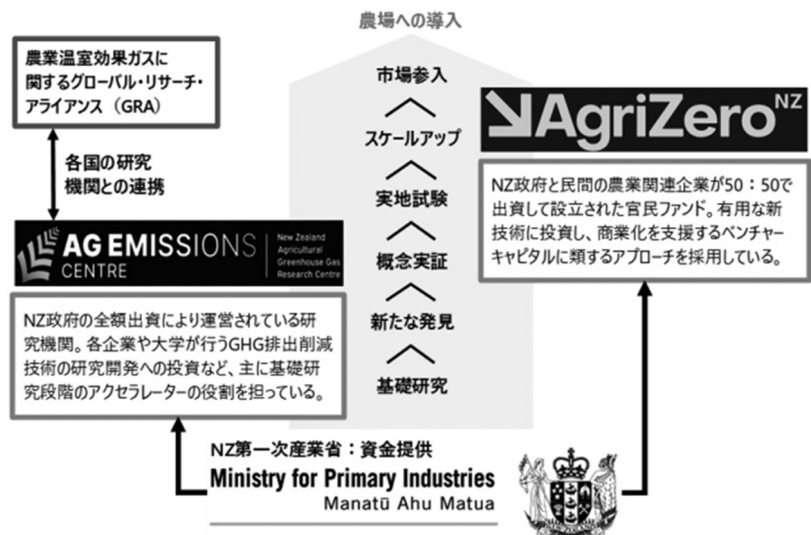 農場への導入
農業温室効果ガスに
関するグローバル・リサーチ・
アライアンス（GRA）
各国の研究
機関との連携
AG EMISSIONS
CENTRE
New Zealand
Agricultural
Greenhouse Gas
Research Centre
NZ政府の全額出資により運営されている研
究機関。各企業や大学が行うGHG排出削減
技術の研究開発への投資など、主に基礎研
究段階のアクセラレーターの役割を担っている。
市場参入
スケールアップ
実地試験
概念実証
新たな発見
基礎研究
AgriZero NZ
NZ政府と民間の農業関連企業が50：50で
出資して設立された官民ファンド。有用な新
技術に投資し、商業化を支援するベンチャー
キャピタルに類するアプローチを採用している。
NZ第一次産業省：資金提供
Ministry for Primary Industries
Manatū Ahu Matua